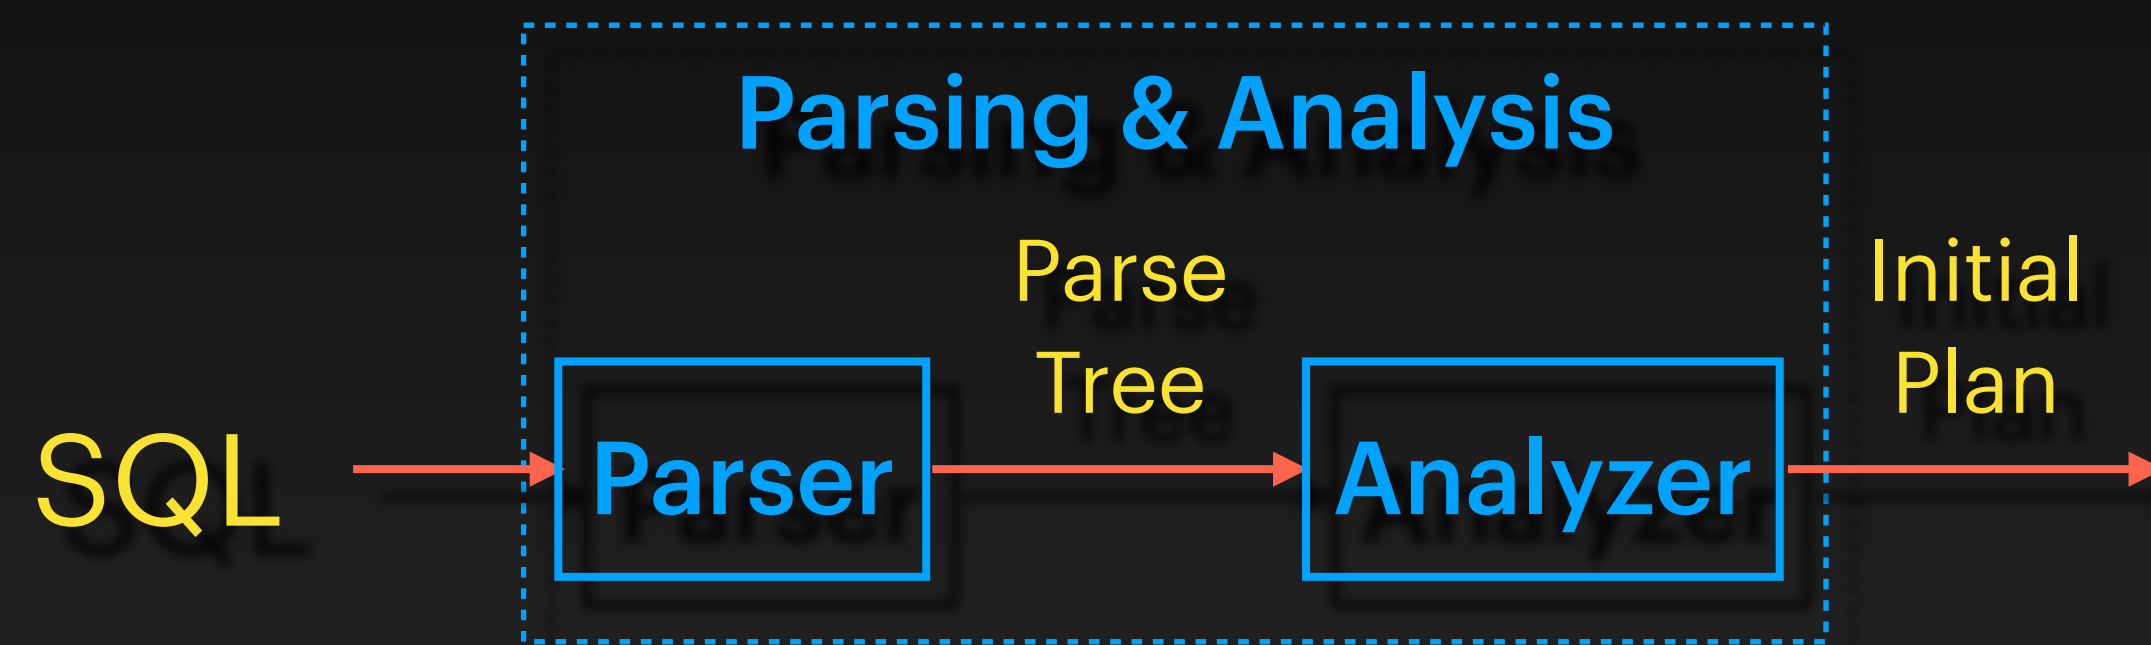 Parsing & Analysis
SQL
Parser
Parse
Tree
Analyzer
Initial
Plan